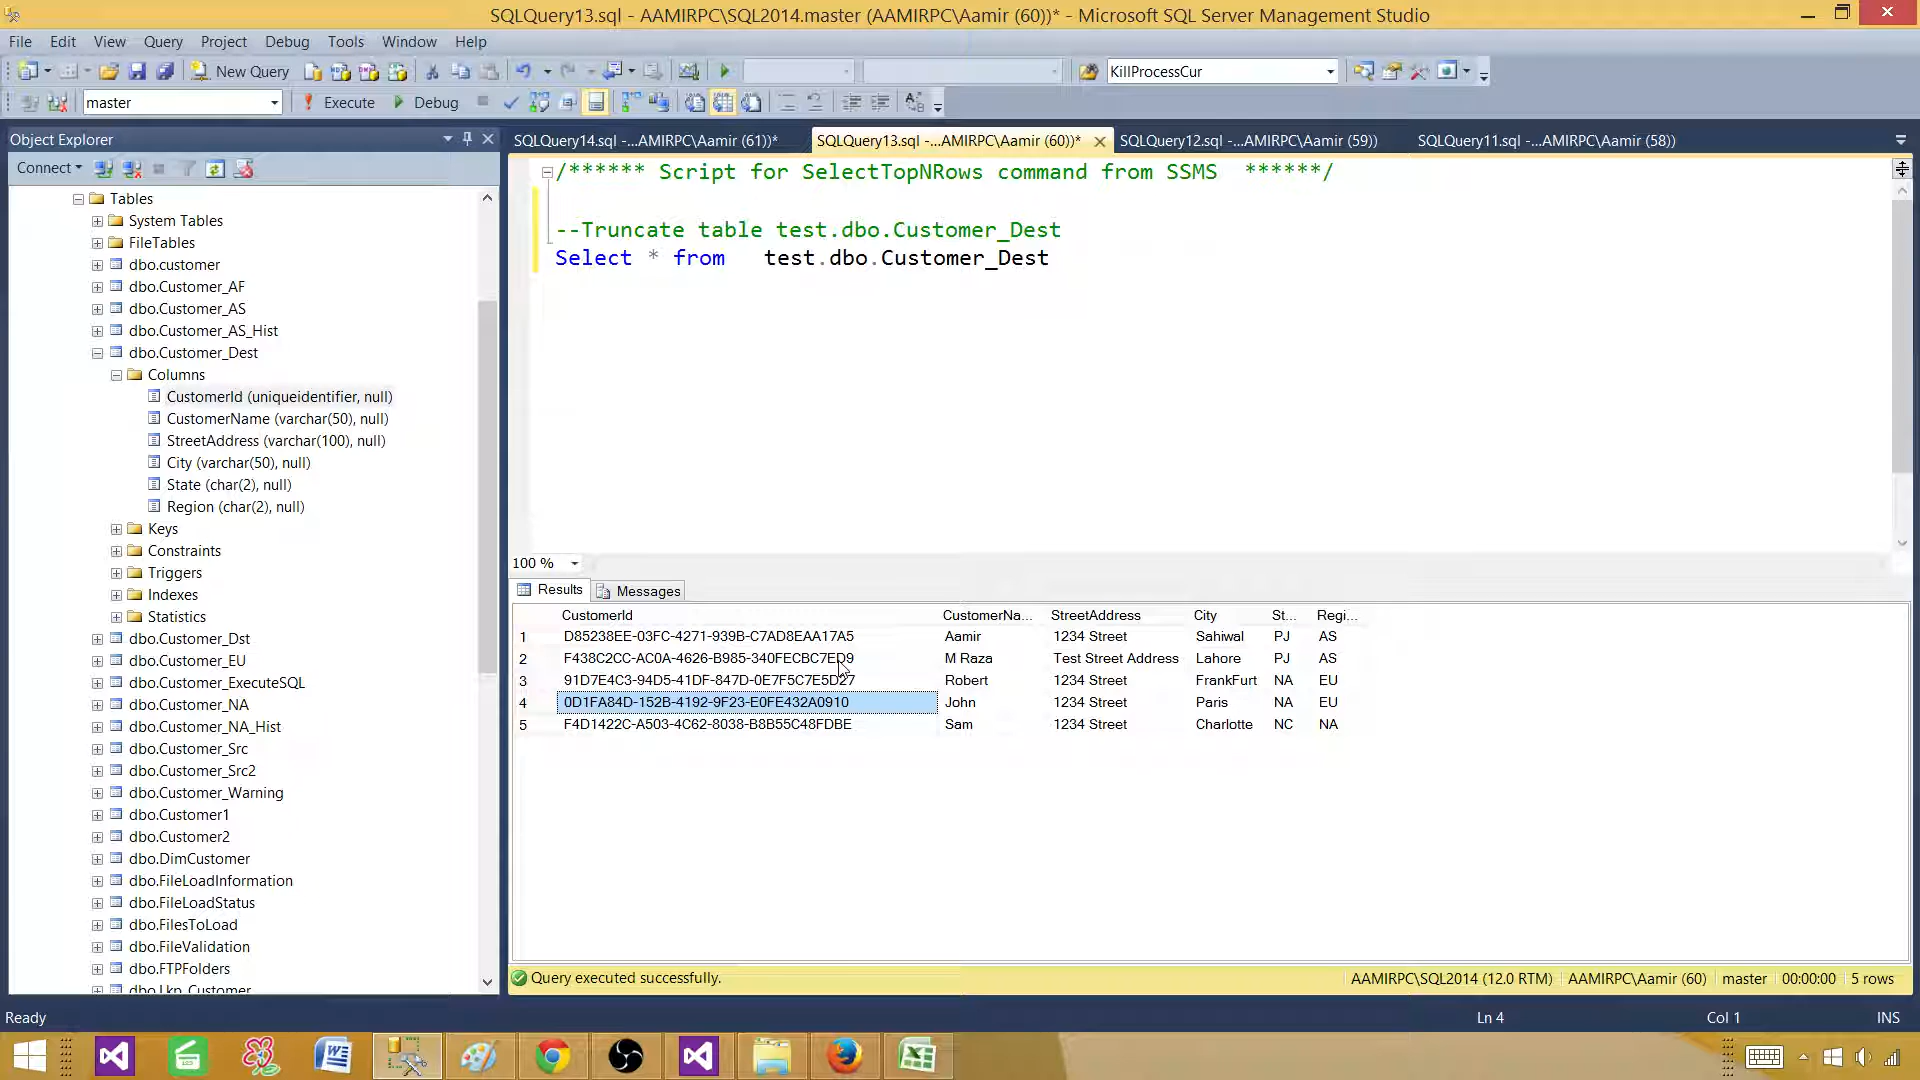 SQLQuery13.sql - AAMIRPC\SQL2014.master (AAMIRPC\Aamir (60))* - Microsoft SQL Server Management Studio
File Edit View Query Project Debug Tools Window Help
New Query KillProcessCur
master Execute Debug
Object Explorer
SQLQuery14.sql -...AMIRPC\Aamir (61))* SQLQuery13.sql -...AMIRPC\Aamir (60))* SQLQuery12.sql -...AMIRPC\Aamir (59)) SQLQuery11.sql -...AMIRPC\Aamir (58))
Connect
Tables
System Tables
FileTables
dbo.customer
dbo.Customer_AF
dbo.Customer_AS
dbo.Customer_AS_Hist
dbo.Customer_Dest
Columns
CustomerId (uniqueidentifier, null)
CustomerName (varchar(50), null)
StreetAddress (varchar(100), null)
City (varchar(50), null)
State (char(2), null)
Region (char(2), null)
Keys
Constraints
Triggers
Indexes
Statistics
dbo.Customer_Dst
dbo.Customer_EU
dbo.Customer_ExecuteSQL
dbo.Customer_NA
dbo.Customer_NA_Hist
dbo.Customer_Src
dbo.Customer_Src2
dbo.Customer_Warning
dbo.Customer1
dbo.Customer2
dbo.DimCustomer
dbo.FileLoadInformation
dbo.FileLoadStatus
dbo.FilesToLoad
dbo.FileValidation
dbo.FTPFolders
dbo.Lkp_Customer
/****** Script for SelectTopNRows command from SSMS ******/
--Truncate table test.dbo.Customer_Dest
Select * from test.dbo.Customer_Dest
100 %
Results Messages
CustomerId CustomerNa... StreetAddress City St... Regi...
1 D85238EE-03FC-4271-939B-C7AD8EAA17A5 Aamir 1234 Street Sahiwal PJ AS
2 F438C2CC-AC0A-4626-B985-340FECBC7ED9 M Raza Test Street Address Lahore PJ AS
3 91D7E4C3-94D5-41DF-847D-0E7F5C7E5D27 Robert 1234 Street FrankFurt NA EU
4 0D1FA84D-152B-4192-9F23-E0FE432A0910 John 1234 Street Paris NA EU
5 F4D1422C-A503-4C62-8038-B8B55C48FDBE Sam 1234 Street Charlotte NC NA
Query executed successfully. AAMIRPC\SQL2014 (12.0 RTM) AAMIRPC\Aamir (60) master 00:00:00 5 rows
Ready Ln 4 Col 1 INS